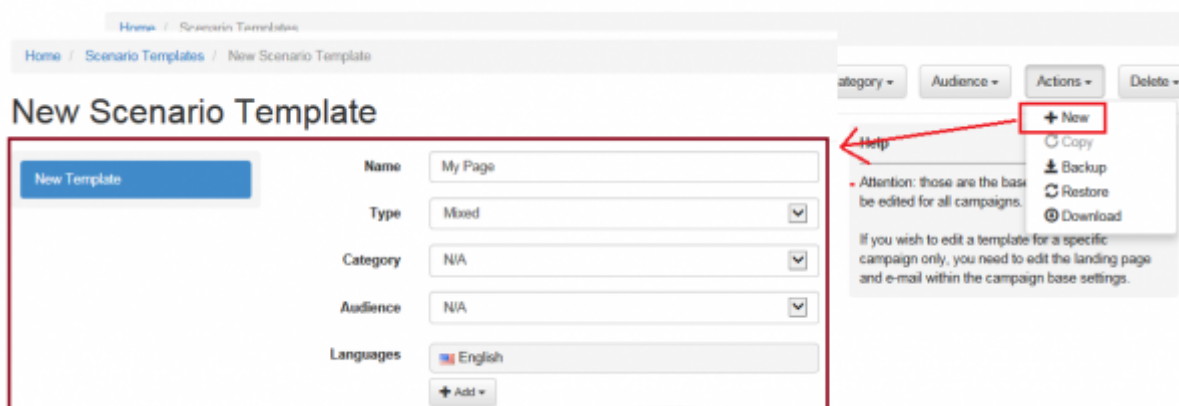 Home / Scenario Templates
Home / Scenario Templates / New Scenario Template
ategory
Audience
Actions
Delete
New Scenario Template
New Template
Name
My Page
Type
Mixed
Category
N/A
Audience
N/A
Languages
English
+ Add
+ New
Copy
Backup
Restore
Download
Help
Attention: those are the base
be edited for all campaigns.
If you wish to edit a template for a specific
campaign only, you need to edit the landing page
and e-mail within the campaign base settings.